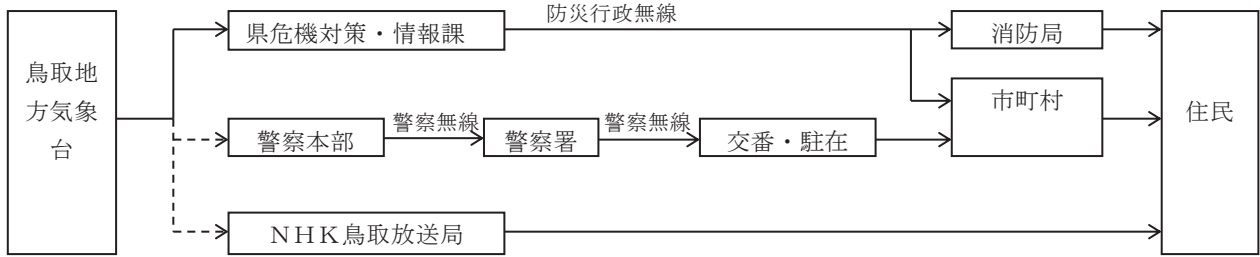 防災行政無線
県危機対策・情報課
消防局
鳥取地
方気象
台
市町村
住民
警察無線
警察無線
警察本部
警察署
交番・駐在
ＮＨＫ鳥取放送局